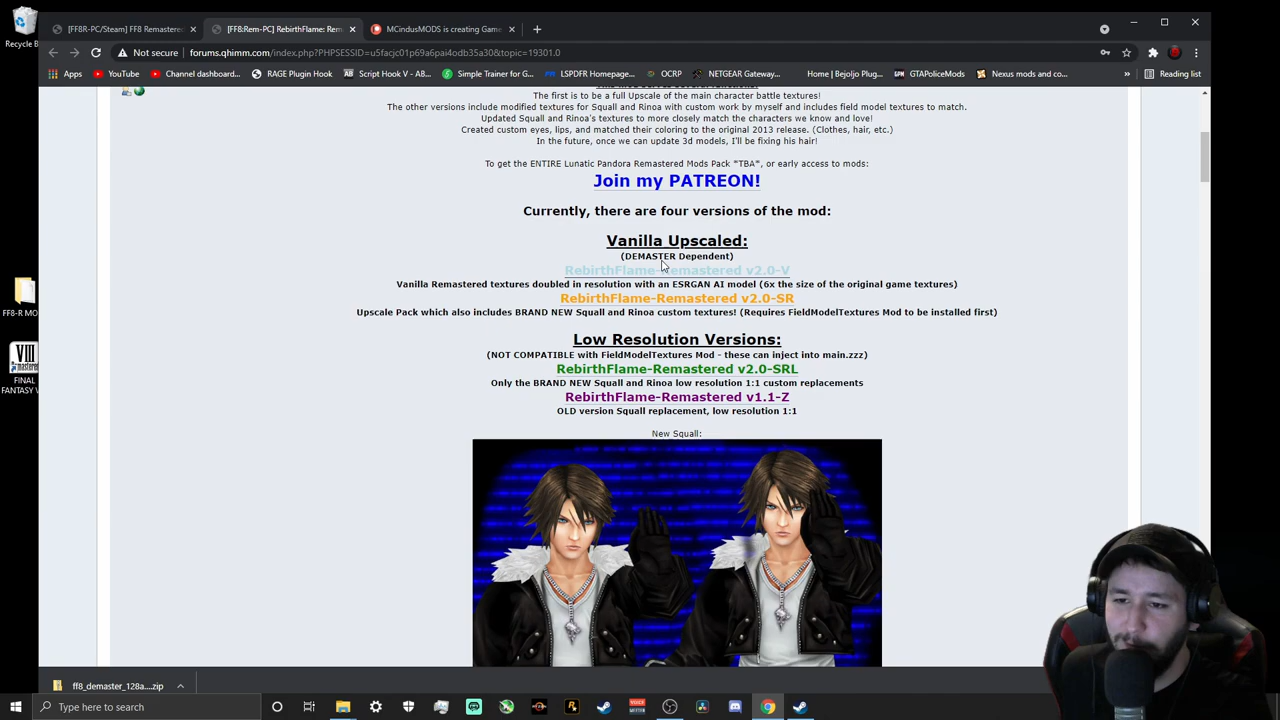 Recycle B
[FF8R-PC/Steam] FF8 Remastere
[FF8:Rem-PC] RebirthFlame: Rem
MCindusMODS is creating Game
Not secure
forums.qhimm.com/index.php?PHPSESSID=u5facjc01p69a6pai4odb35a30&topic=19301.0
Apps
YouTube
Channel dashboard...
RAGE Plugin Hook
Script Hook V - AB...
Simple Trainer for G...
LSPDFR Homepage...
OCRP
NETGEAR Gateway...
Home | Bejoljo Plug...
GTAPoliceMods
Nexus mods and co...
»
Reading list
The first is to be a full Upscale of the main character battle textures!
The other versions include modified textures for Squall and Rinoa with custom work by myself and includes field model textures to match.
Updated Squall and Rinoa's textures to more closely match the characters we know and love!
Created custom eyes, lips, and matched their coloring to the original 2013 release. (Clothes, hair, etc.)
In the future, once we can update 3d models, I'll be fixing his hair!
To get the ENTIRE Lunatic Pandora Remastered Mods Pack *TBA*, or early access to mods:
Join my PATREON!
Currently, there are four versions of the mod:
Vanilla Upscaled:
(DEMASTER Dependent)
RebirthFlame-Remastered v2.0-V
Vanilla Remastered textures doubled in resolution with an ESRGAN AI model (6x the size of the original game textures)
RebirthFlame-Remastered v2.0-SR
Upscale Pack which also includes BRAND NEW Squall and Rinoa custom textures! (Requires FieldModelTextures Mod to be installed first)
Low Resolution Versions:
(NOT COMPATIBLE with FieldModelTextures Mod - these can inject into main.zzz)
RebirthFlame-Remastered v2.0-SRL
Only the BRAND NEW Squall and Rinoa low resolution 1:1 custom replacements
RebirthFlame-Remastered v1.1-Z
OLD version Squall replacement, low resolution 1:1
New Squall:
FF8-R MO
VIII
FINAL
FANTASY V
ff8_demaster_128a....zip
Type here to search